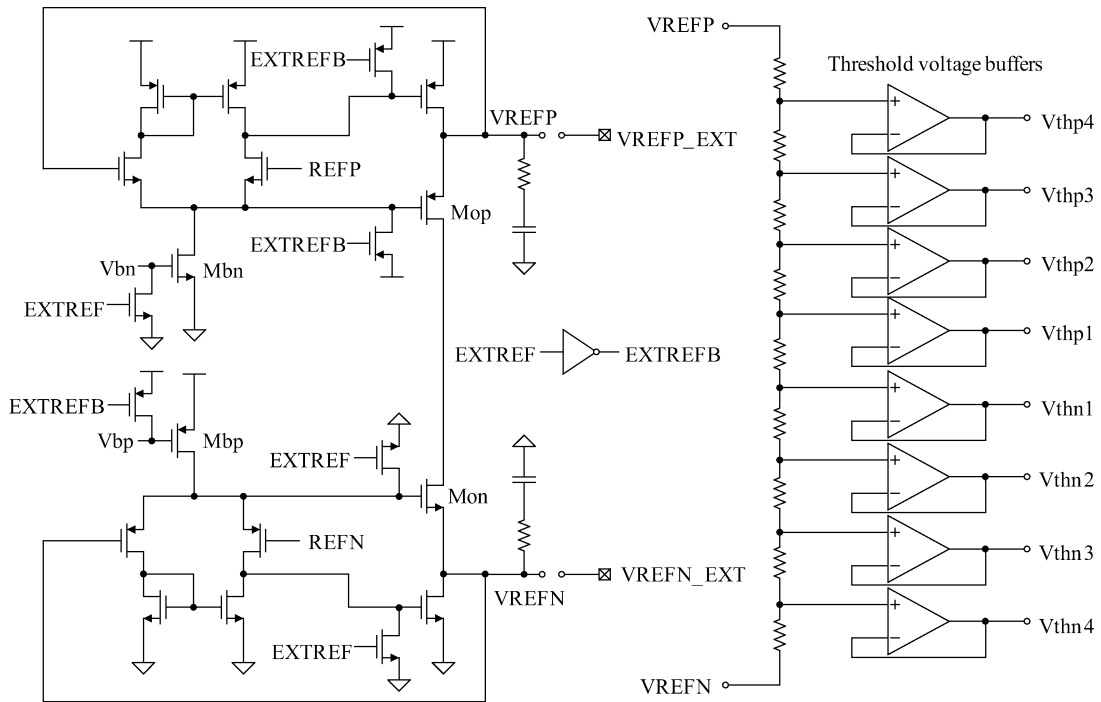 EXTREFB
VREFP
VREFP_EXT
REFP
Mop
EXTREFB
Vbn
Mbn
EXTREF
EXTREF
EXTREFB
EXTREFB
Vbp
Mbp
EXTREF
Mon
REFN
VREFN_EXT
VREFN
EXTREF
VREFP
Threshold voltage buffers
+
−
Vthp4
+
−
Vthp3
+
−
Vthp2
+
−
Vthp1
+
−
Vthn1
+
−
Vthn2
+
−
Vthn3
+
−
Vthn4
VREFN